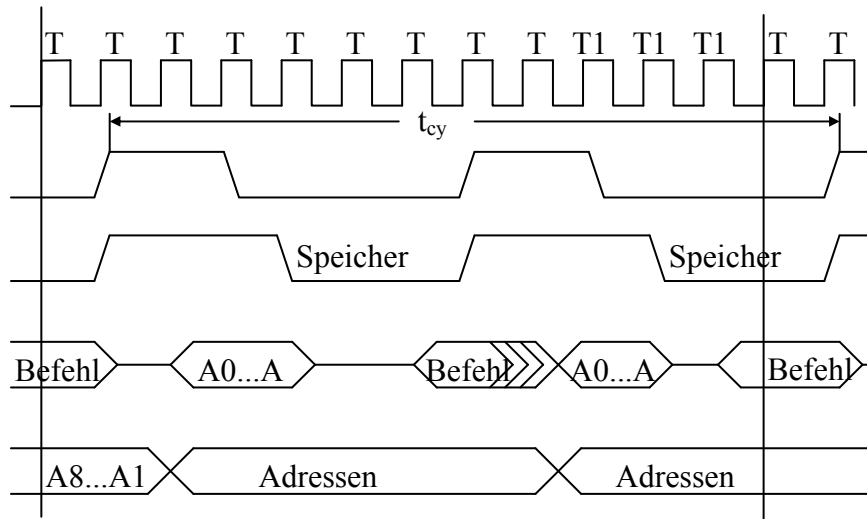 T T T T T T T T T T1 T1 T1 T T
tcy
Speicher Speicher
Befehl A0...A Befehl A0...A Befehl
A8...A1 Adressen Adressen